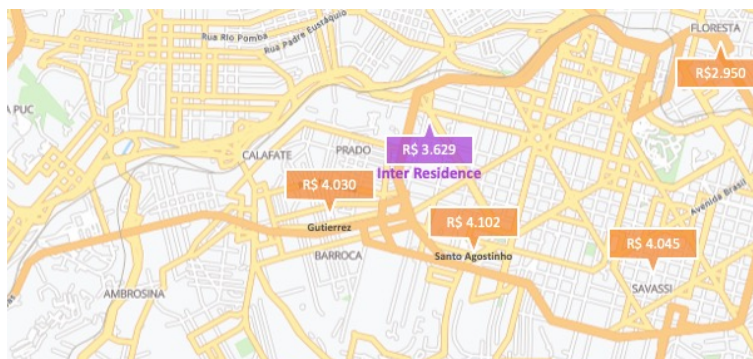 FLORESTA
Rua Rio Pomba
Rua Padre Eustáquio
R$2.950
PUC
R$ 3.629
PRADO
CALAFATE
Inter Residence
R$ 4.030
Avenida Brasil
R$ 4.102
Gutierrez
R$ 4.045
BARROCA
Santo Agostinho
SAVASSI
AMBROSINA